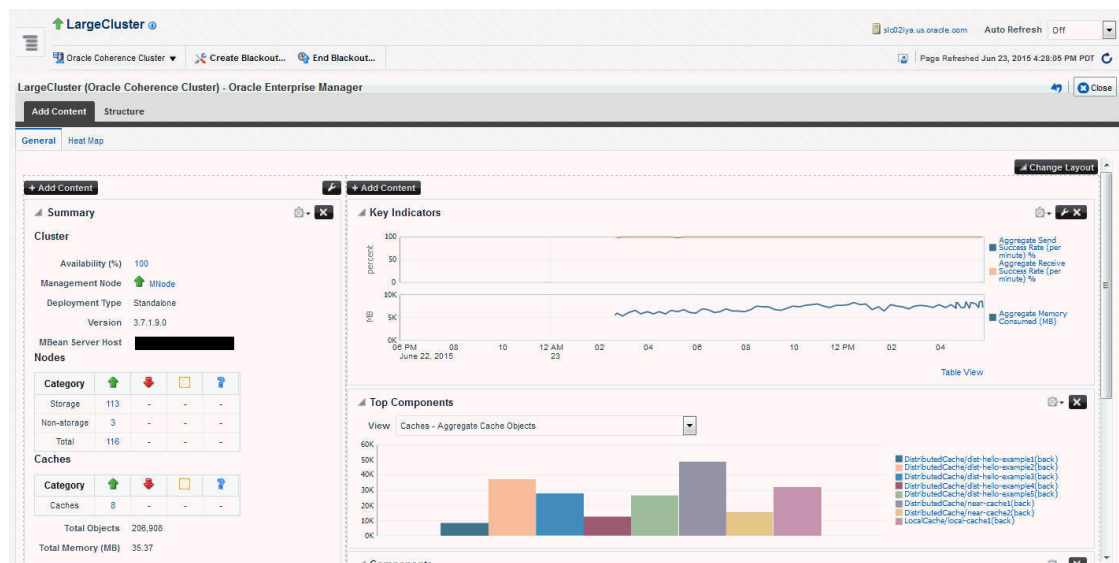 LargeCluster
slc02iya.us.oracle.com Auto Refresh Off
Oracle Coherence Cluster Create Blackout... End Blackout...
Page Refreshed Jun 23, 2015 4:28:05 PM PDT
LargeCluster (Oracle Coherence Cluster) - Oracle Enterprise Manager
Close
Add Content Structure
General Heat Map
Change Layout
+ Add Content
Summary
Cluster
Availability (%) 100
Management Node MNode
Deployment Type Standalone
Version 3.7.1.9.0
MBean Server Host
Nodes
Category
Storage 113 - - -
Non-storage 3 - - -
Total 116 - - -
Caches
Category
Caches 8 - - -
Total Objects 206,908
Total Memory (MB) 35.37
+ Add Content
Key Indicators
percent
100
50
0
Aggregate Send
Success Rate (per
minute) %
Aggregate Receive
Success Rate (per
minute) %
MB
10K
5K
0K
Aggregate Memory
Consumed (MB)
06 PM 08 10 12 AM 02 04 06 08 10 12 PM 02 04
June 22, 2015 23
Table View
Top Components
View Caches - Aggregate Cache Objects
60K
50K
40K
30K
20K
10K
0K
DistributedCache/dist-hello-example1(back)
DistributedCache/dist-hello-example2(back)
DistributedCache/dist-hello-example3(back)
DistributedCache/dist-hello-example4(back)
DistributedCache/dist-hello-example5(back)
DistributedCache/near-cache1(back)
DistributedCache/near-cache2(back)
LocalCache/local-cache1(back)
Components